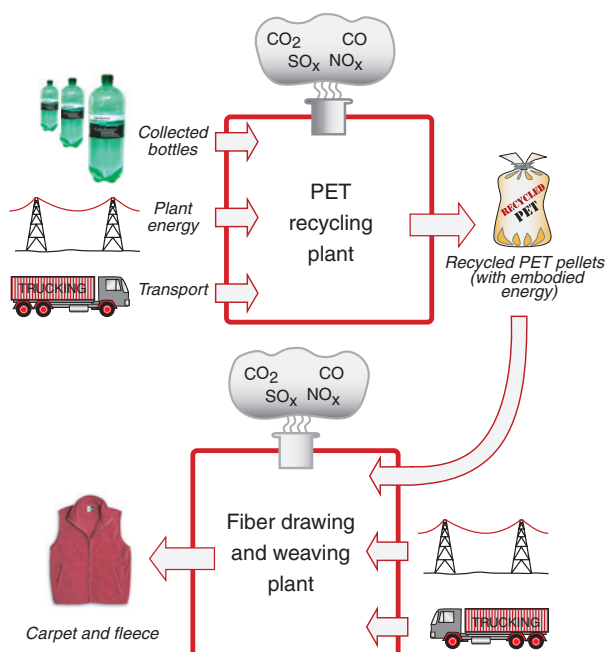 CO₂ CO
SOₓ NOₓ
Collected
bottles
Plant
energy
TRUCKING
Transport
PET
recycling
plant
RECYCLED
PET
Recycled PET pellets
(with embodied
energy)
CO₂ CO
SOₓ NOₓ
Fiber drawing
and weaving
plant
Carpet and fleece
TRUCKING